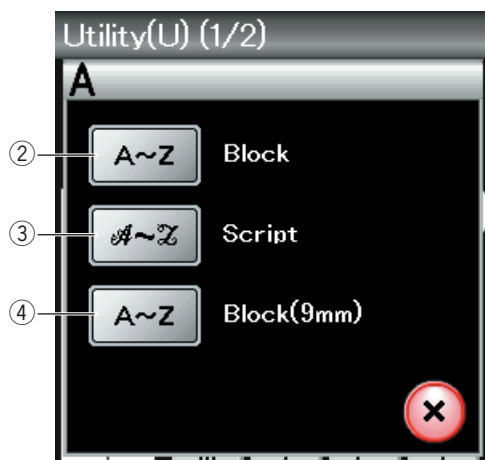 Utility(U) (1/2)
A
② A~Z Block
③ A~Z Script
④ A~Z Block(9mm)